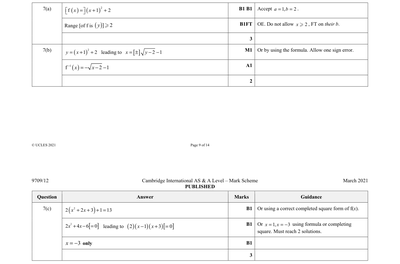 7(a) [f(x)=](x+1)² + 2 B1 B1 Accept a = 1, b = 2.
Range [of f is (y)] ⩾ 2 B1FT OE. Do not allow x ⩾ 2, FT on their b.
3
7(b) y = (x+1)² + 2 leading to x = [±]√(y−2) − 1 M1 Or by using the formula. Allow one sign error.
f⁻¹(x) = −√(x−2) − 1 A1
2
© UCLES 2021 Page 9 of 14
9709/12 Cambridge International AS & A Level – Mark Scheme March 2021
PUBLISHED
Question Answer Marks Guidance
7(c) 2(x² + 2x + 3) + 1 = 13 B1 Or using a correct completed square form of f(x).
2x² + 4x − 6[= 0] leading to (2)(x−1)(x+3)[= 0] B1 Or x = 1, x = −3 using formula or completing
square. Must reach 2 solutions.
x = −3 only B1
3